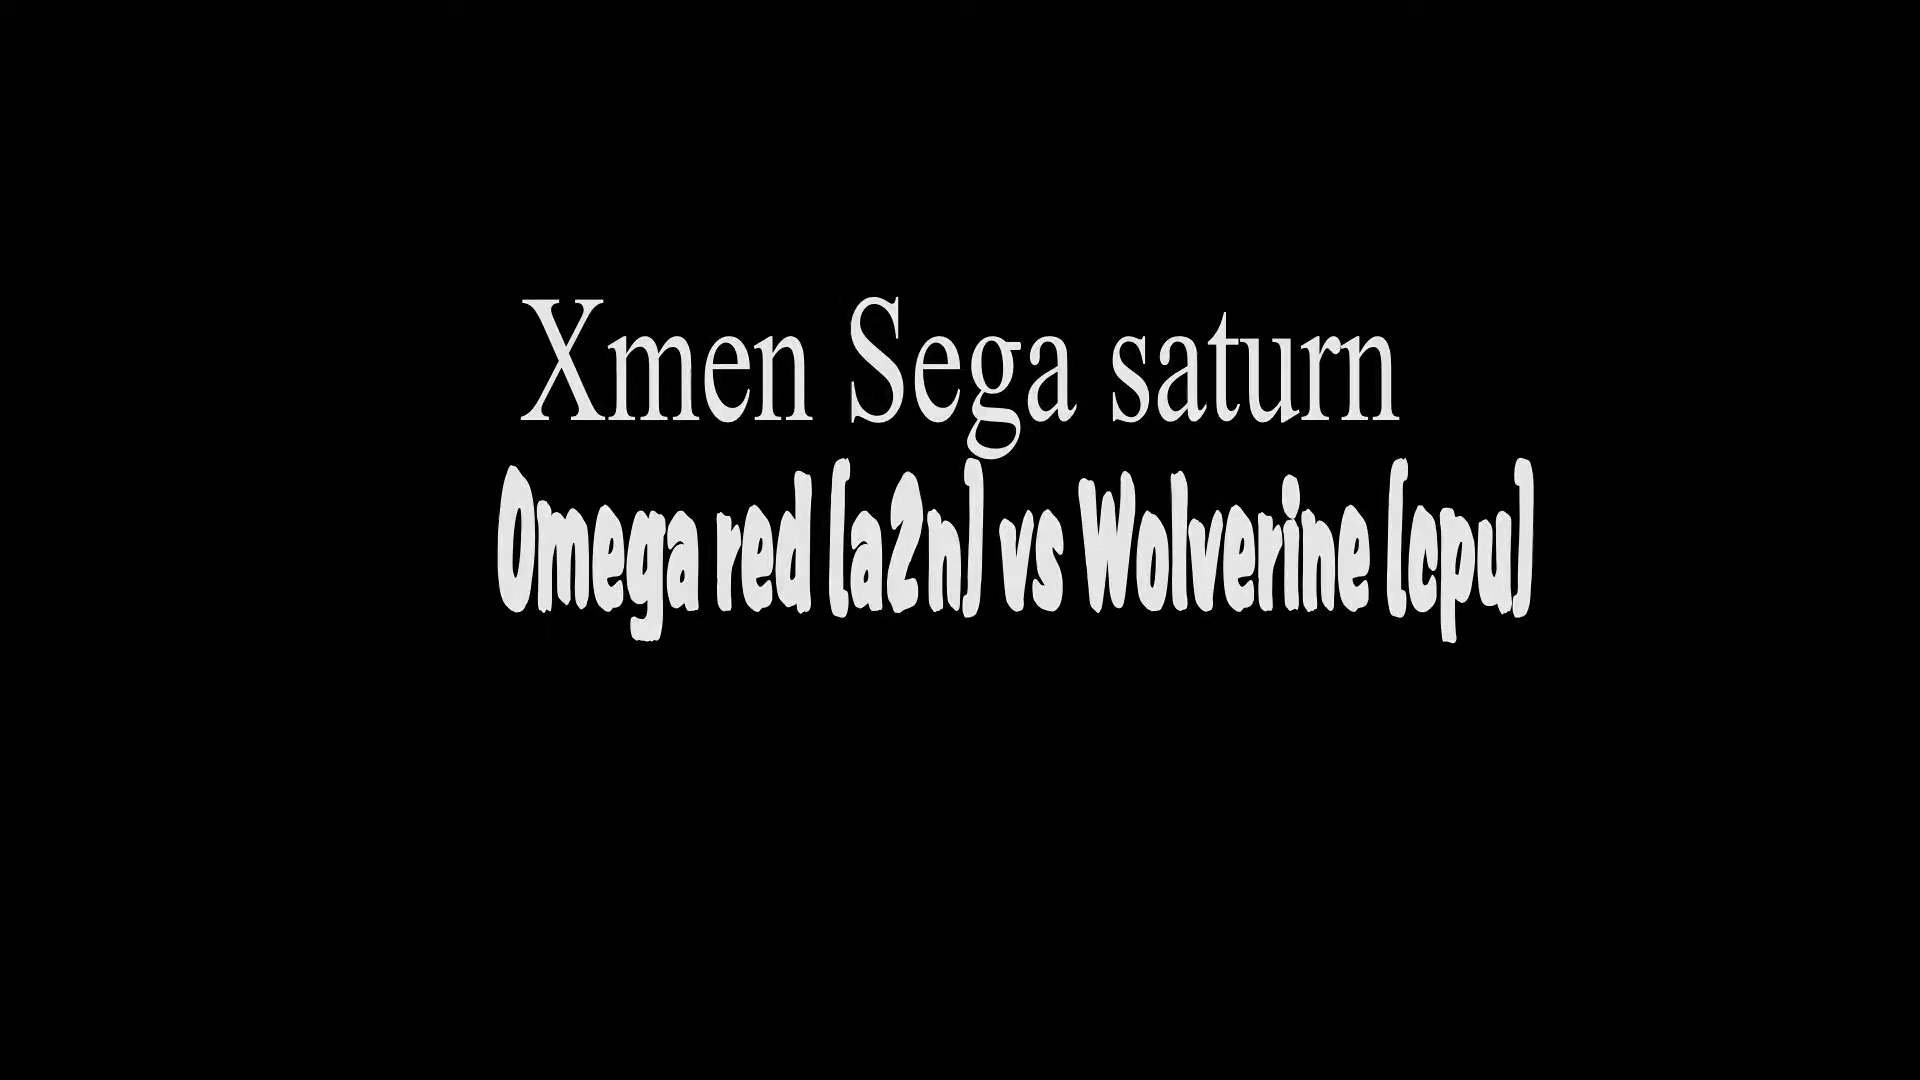 Xmen Sega saturn
Omega red (a2n) vs Wolverine (cpu)